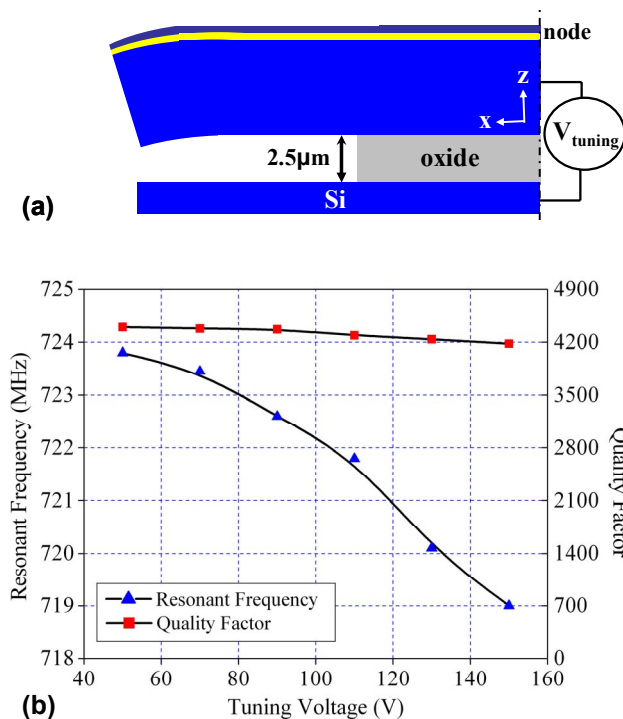 node
z
x
V tuning
2.5µm
oxide
Si
(a)
725
724
723
722
721
720
719
718
Resonant Frequency (MHz)
4900
4200
3500
2800
2100
1400
700
0
Quality Factor
Resonant Frequency
Quality Factor
40 60 80 100 120 140 160
Tuning Voltage (V)
(b)